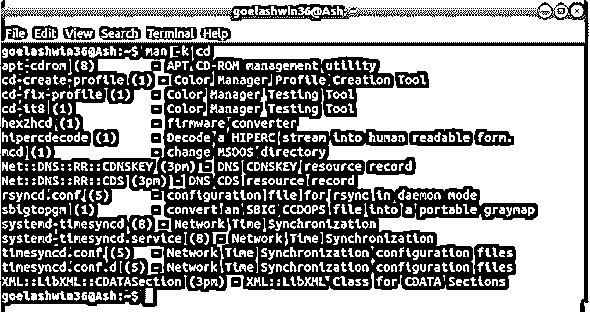 goelashwin36@Ash: ~
File Edit View Search Terminal Help
goelashwin36@Ash:~$ man -k cd
apt-cdrom (8) - APT CD-ROM management utility
cd-create-profile (1) - Color Manager Profile Creation Tool
cd-fix-profile (1) - Color Manager Testing Tool
cd-it8 (1) - Color Manager Testing Tool
hex2hcd (1) - firmware converter
hipercdecode (1) - Decode a HIPERC stream into human readable form.
mcd (1) - change MSDOS directory
Net::DNS::RR::CDNSKEY (3pm) - DNS CDNSKEY resource record
Net::DNS::RR::CDS (3pm) - DNS CDS resource record
rsyncd.conf (5) - configuration file for rsync in daemon mode
sbigtopgm (1) - convert an SBIG CCDOPS file into a portable graymap
systemd-timesyncd (8) - Network Time Synchronization
systemd-timesyncd.service (8) - Network Time Synchronization
timesyncd.conf (5) - Network Time Synchronization configuration files
timesyncd.conf.d (5) - Network Time Synchronization configuration files
XML::LibXML::CDATASection (3pm) - XML::LibXML Class for CDATA Sections
goelashwin36@Ash:~$